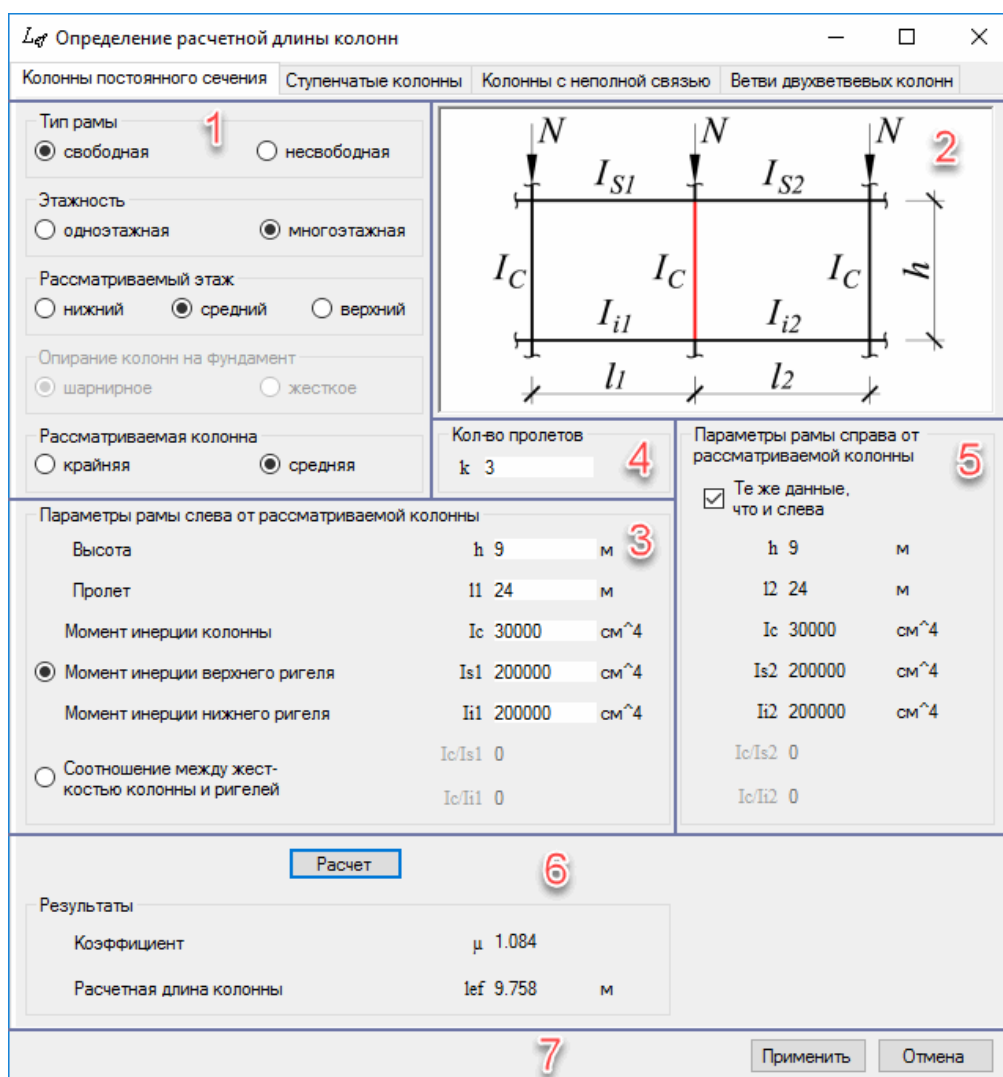 Lef Определение расчетной длины колонн
Колонны постоянного сечения Ступенчатые колонны Колонны с неполной связью Ветви двухветвевых колонн
Тип рамы 1
свободная несвободная
Этажность
одноэтажная многоэтажная
Рассматриваемый этаж
нижний средний верхний
Опирание колонн на фундамент
шарнирное жесткое
Рассматриваемая колонна
крайняя средняя
N N N 2
I_S1 I_S2
I_C I_C I_C h
I_i1 I_i2
l1 l2
Кол-во пролетов
k 3 4
Параметры рамы слева от рассматриваемой колонны
3
Высота h 9 м
Пролет l1 24 м
Момент инерции колонны Ic 30000 см^4
Момент инерции верхнего ригеля Is1 200000 см^4
Момент инерции нижнего ригеля Ii1 200000 см^4
Соотношение между жест-
костью колонны и ригелей
Ic/Is1 0
Ic/Ii1 0
Параметры рамы справа от
рассматриваемой колонны
5
Те же данные,
что и слева
h 9 м
l2 24 м
Ic 30000 см^4
Is2 200000 см^4
Ii2 200000 см^4
Ic/Is2 0
Ic/Ii2 0
Расчет 6
Результаты
Коэффициент μ 1.084
Расчетная длина колонны lef 9.758 м
7 Применить Отмена